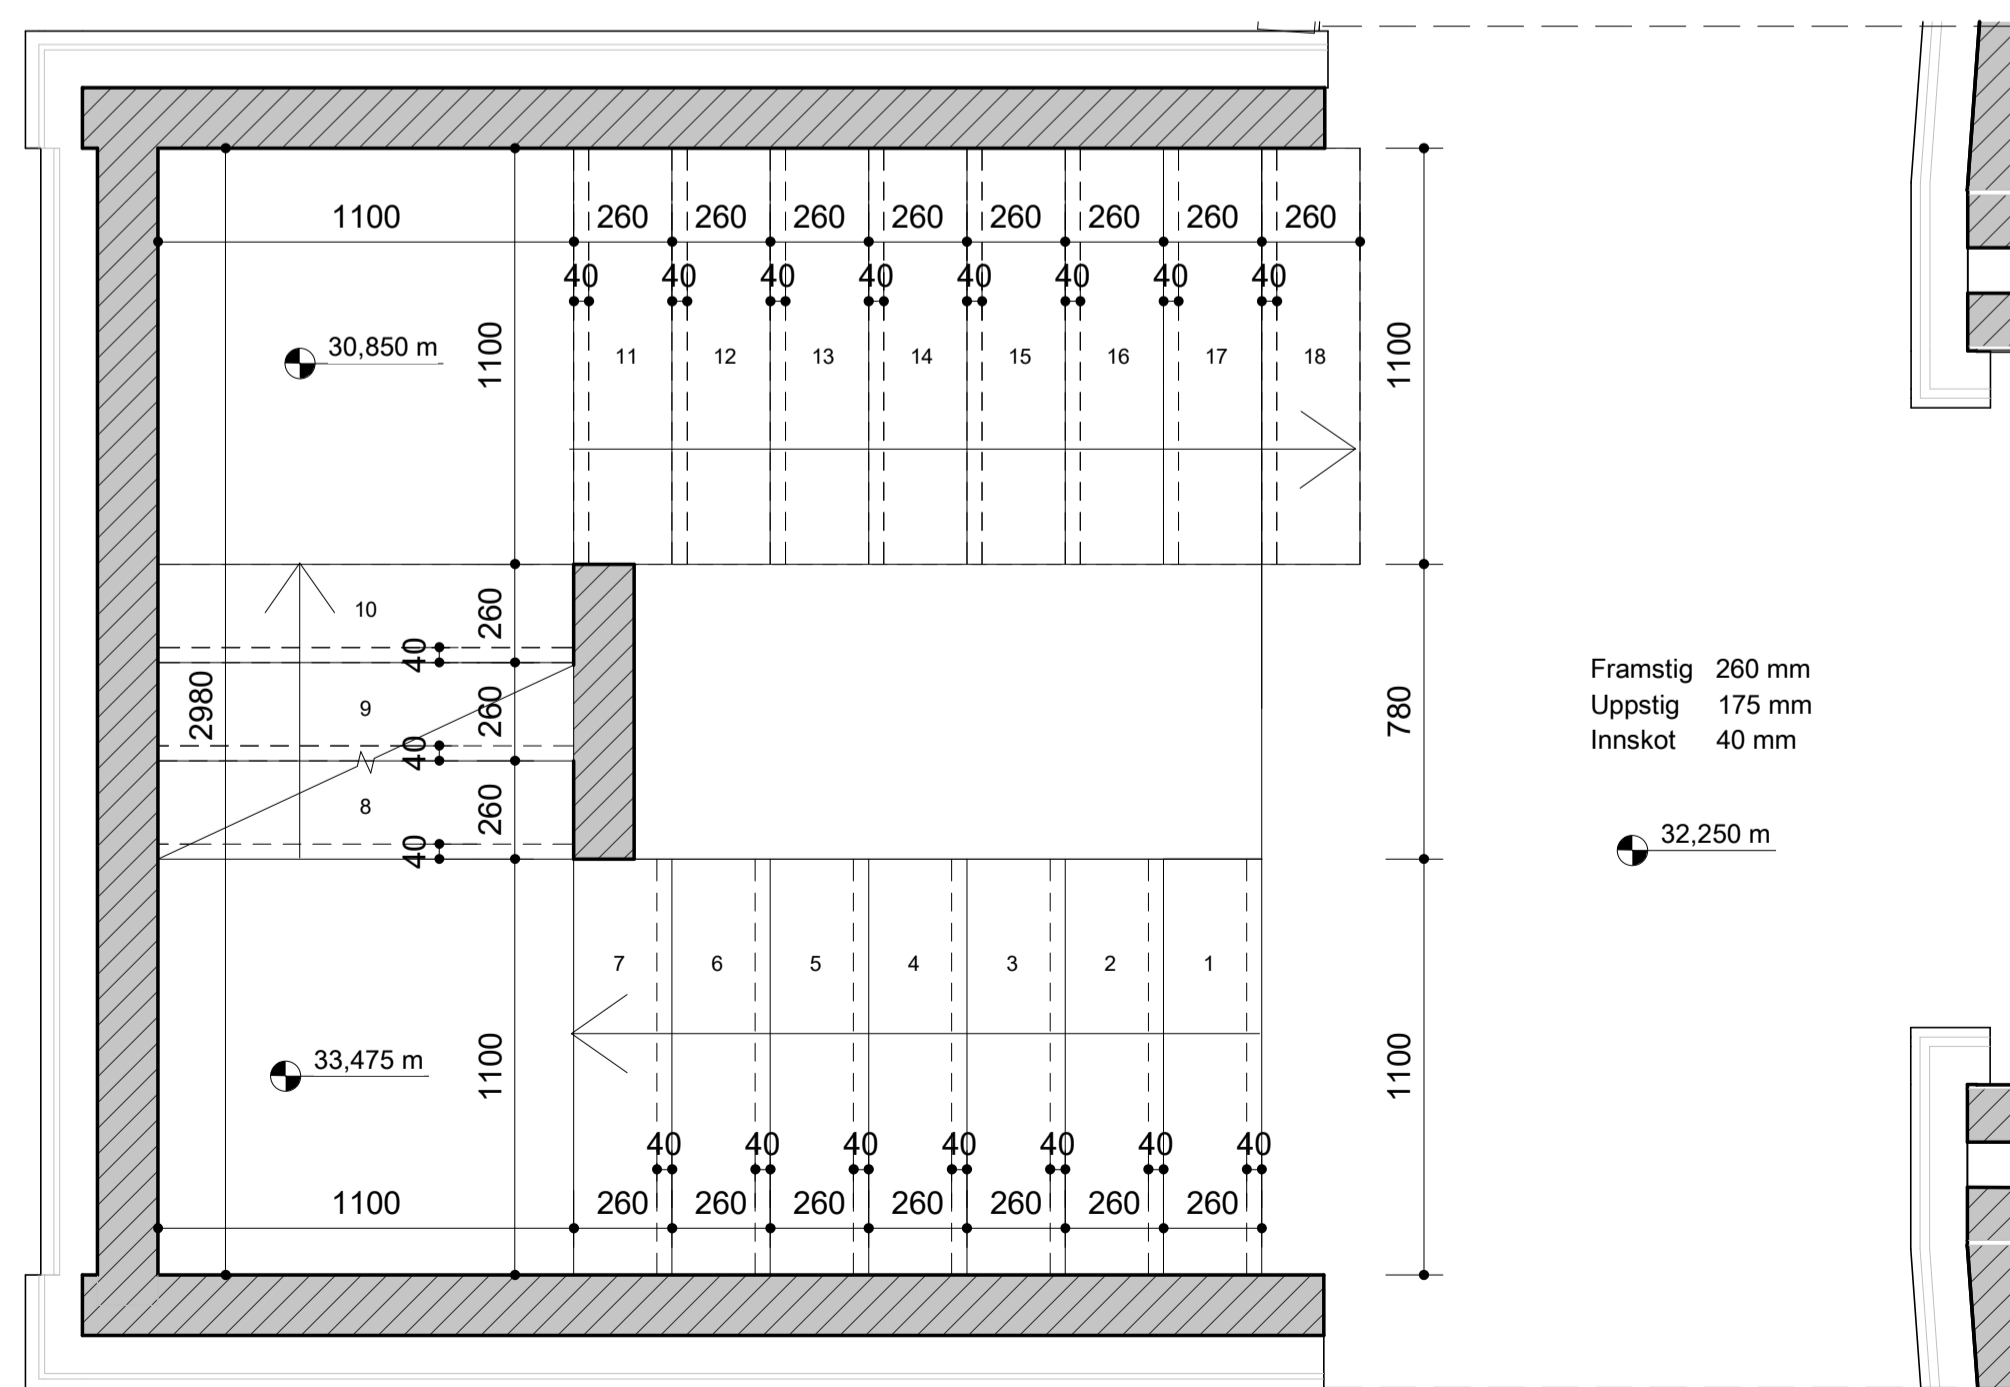 1100 260 260 260 260 260 260 260 260
40 40 40 40 40 40 40 40
30,850 m 1100 11 12 13 14 15 16 17 18 1100
10 260
40
2980 9 260 780
40
8 260
40
Framstig 260 mm
Uppstig 175 mm
Innskot 40 mm
32,250 m
7 6 5 4 3 2 1
33,475 m 1100 1100
40 40 40 40 40 40 40
1100 260 260 260 260 260 260 260